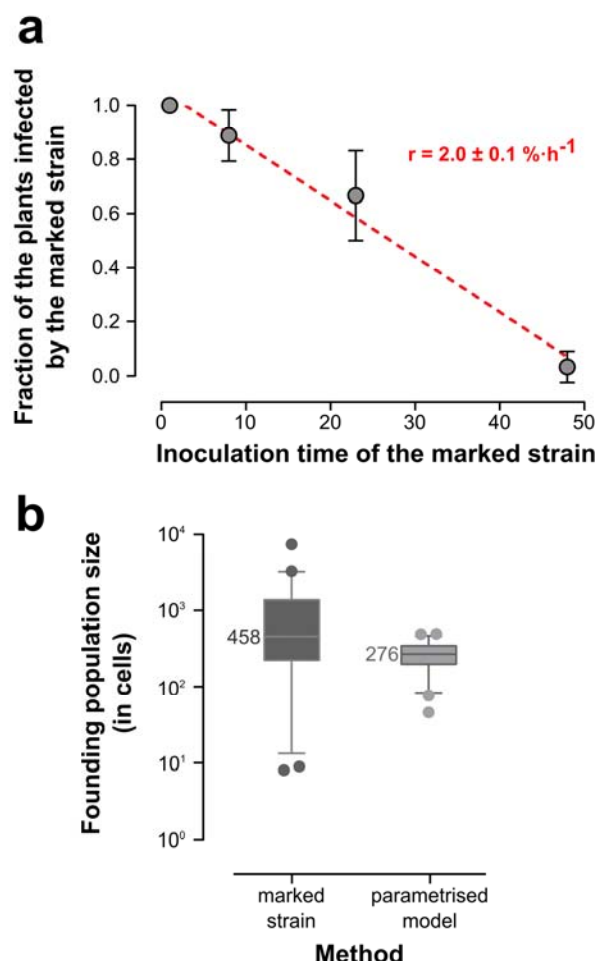 a
Fraction of the plants infected
by the marked strain
1.0
0.8
0.6
0.4
0.2
0.0
r = 2.0 ± 0.1 %·h⁻¹
0 10 20 30 40 50
Inoculation time of the marked strain
b
Founding population size
(in cells)
10⁴
10³
10²
10¹
10⁰
458
276
marked
strain
parametrised
model
Method